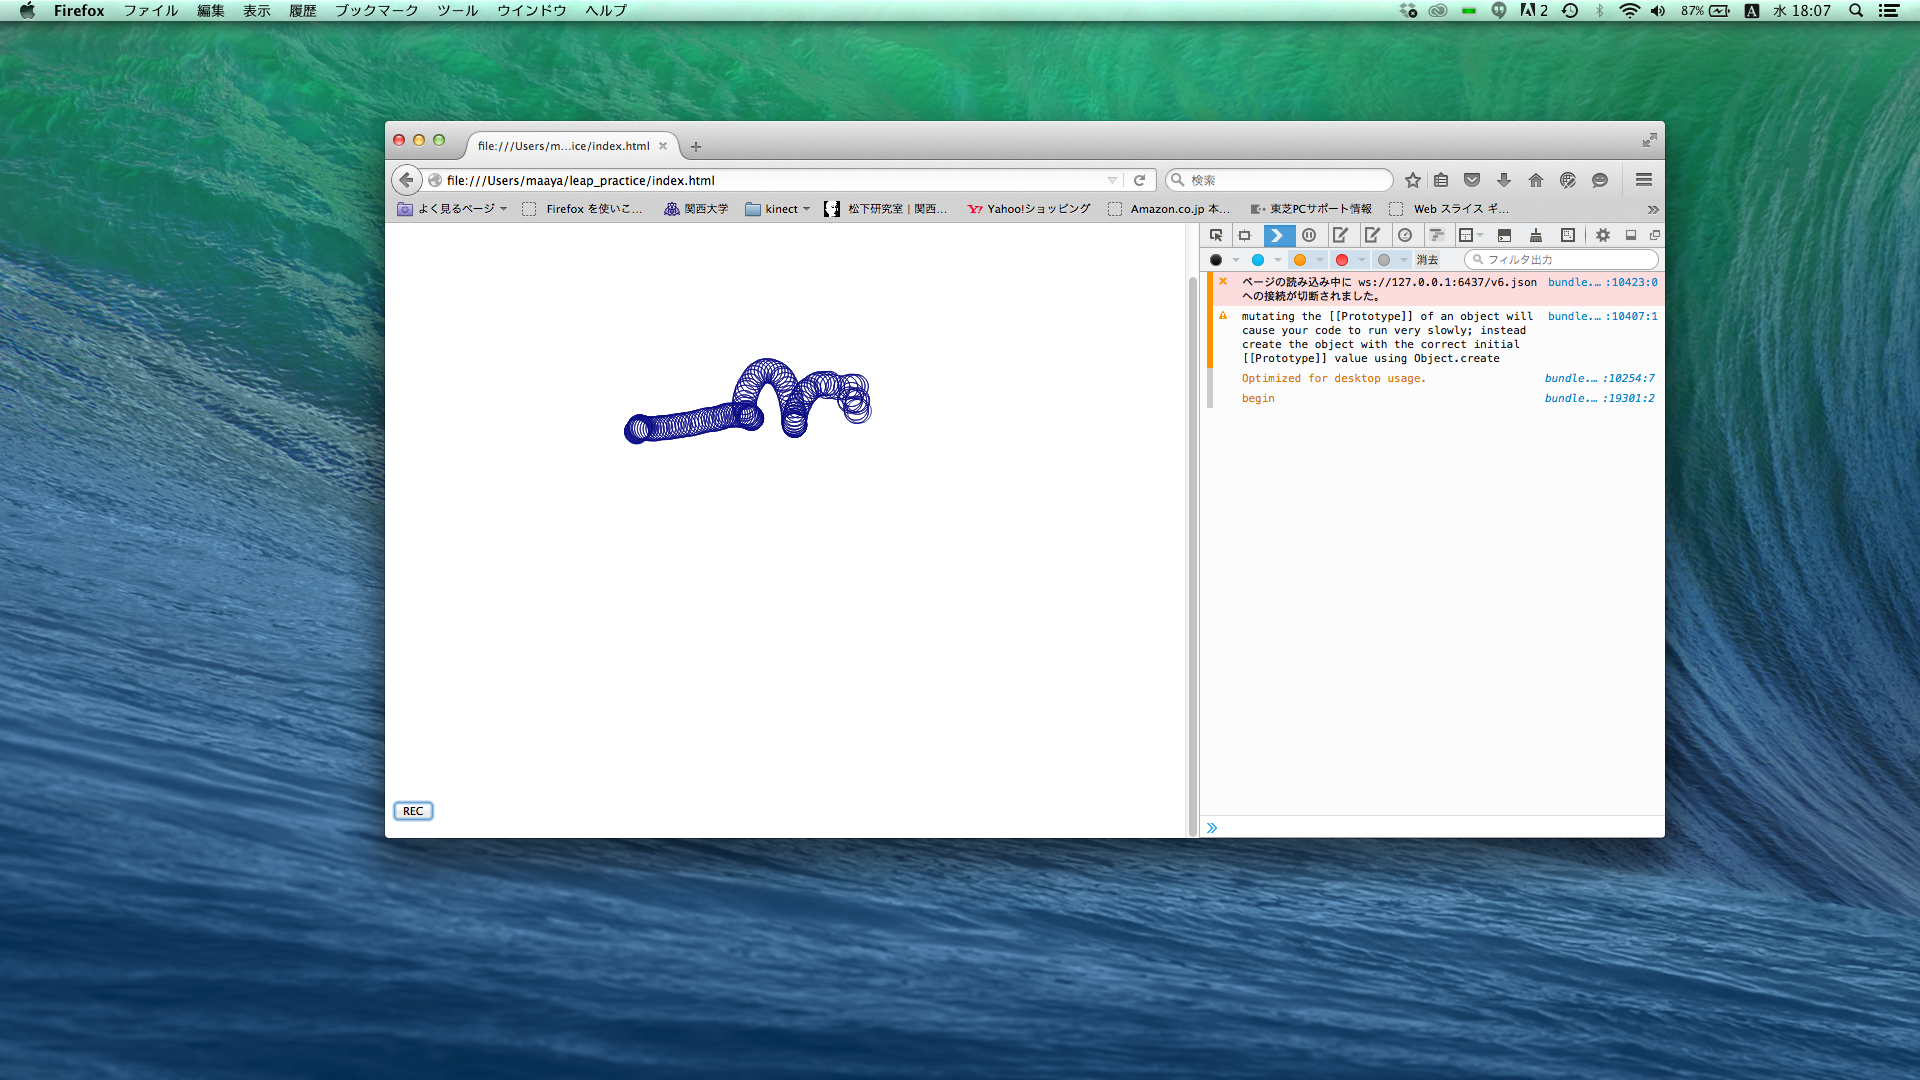 Firefox ファイル 編集 表示 履歴 ブックマーク ツール ウインドウ ヘルプ 2 87% A 水 18:07
file:///Users/m...ice/index.html
file:///Users/maaya/leap_practice/index.html 検索
よく見るページ Firefox を使いこ... 関西大学 kinect 松下研究室 | 関西... Y! Yahoo!ショッピング Amazon.co.jp 本... 東芝PCサポート情報 Web スライス ギ...
消去 フィルタ出力
ページの読み込み中に ws://127.0.0.1:6437/v6.json bundle.… :10423:0
への接続が切断されました。
mutating the [[Prototype]] of an object will bundle.… :10407:1
cause your code to run very slowly; instead
create the object with the correct initial
[[Prototype]] value using Object.create
Optimized for desktop usage. bundle.… :10254:7
begin bundle.… :19301:2
REC